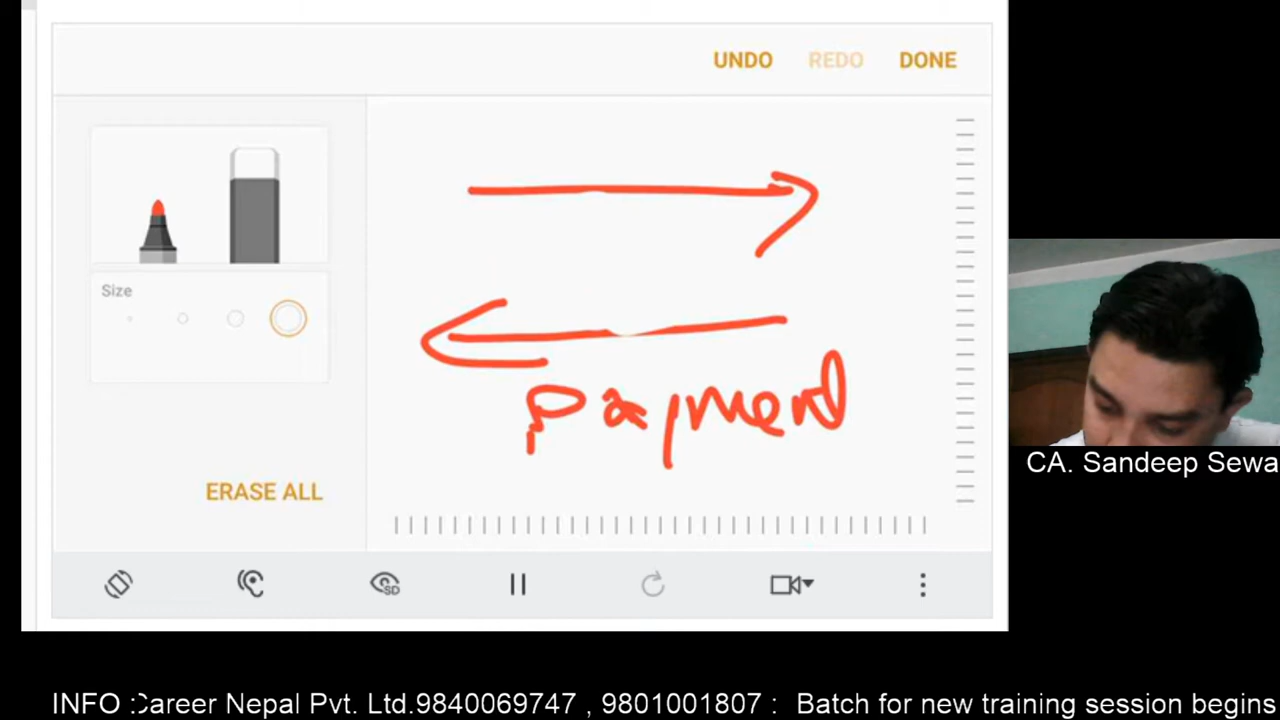 UNDO REDO DONE
Size
payment
ERASE ALL
SD
CA. Sandeep Sewa
INFO :Career Nepal Pvt. Ltd.9840069747 , 9801001807 : Batch for new training session begins